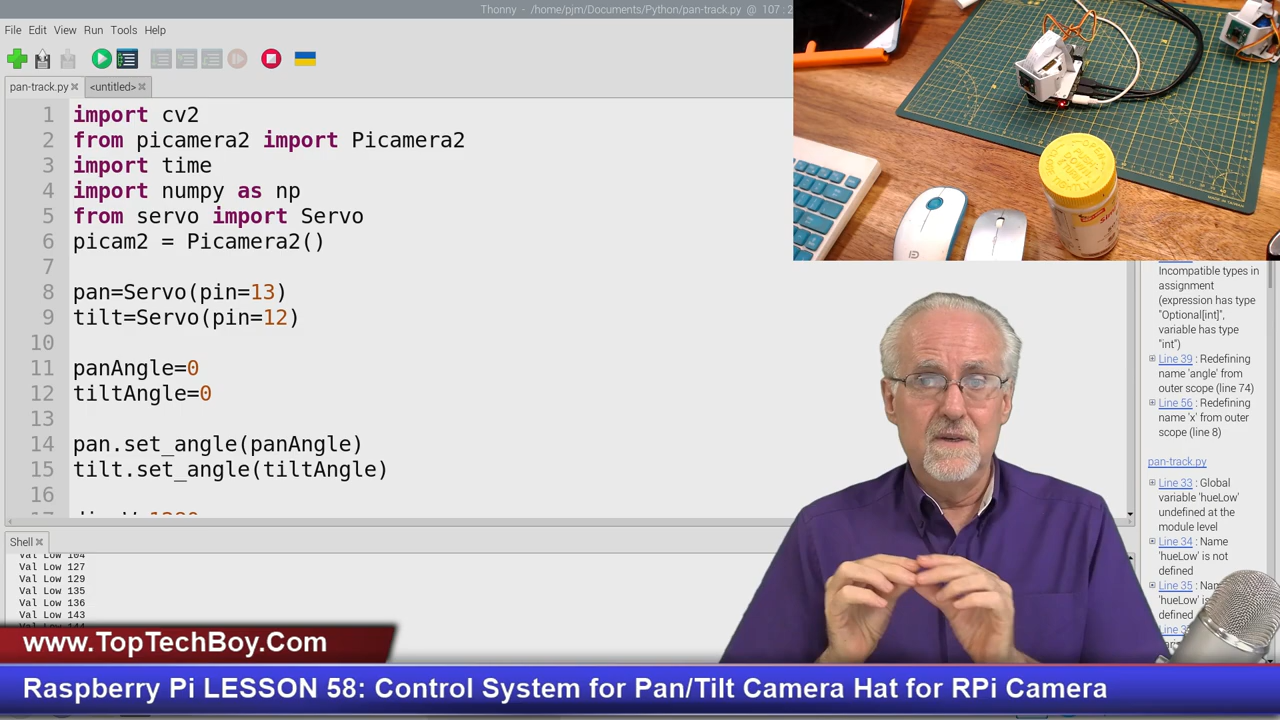 Thonny - /home/pjm/Documents/Python/pan-track.py @ 107 : 2
File Edit View Run Tools Help
pan-track.py
<untitled>
1 import cv2
2 from picamera2 import Picamera2
3 import time
4 import numpy as np
5 from servo import Servo
6 picam2 = Picamera2()
7
8 pan=Servo(pin=13)
9 tilt=Servo(pin=12)
10
11 panAngle=0
12 tiltAngle=0
13
14 pan.set_angle(panAngle)
15 tilt.set_angle(tiltAngle)
16
Incompatible types in
assignment
(expression has type
"Optional[int]",
variable has type
"int")
Line 39 : Redefining
name 'angle' from
outer scope (line 74)
Line 56 : Redefining
name 'x' from outer
scope (line 8)
pan-track.py
Line 33 : Global
variable 'hueLow'
undefined at the
module level
Line 34 : Name
'hueLow' is not
defined
Line 35
'hueLow' is
defined
Shell
Val Low 104
Val Low 127
Val Low 129
Val Low 135
Val Low 136
Val Low 143
www.TopTechBoy.Com
Raspberry Pi LESSON 58: Control System for Pan/Tilt Camera Hat for RPi Camera